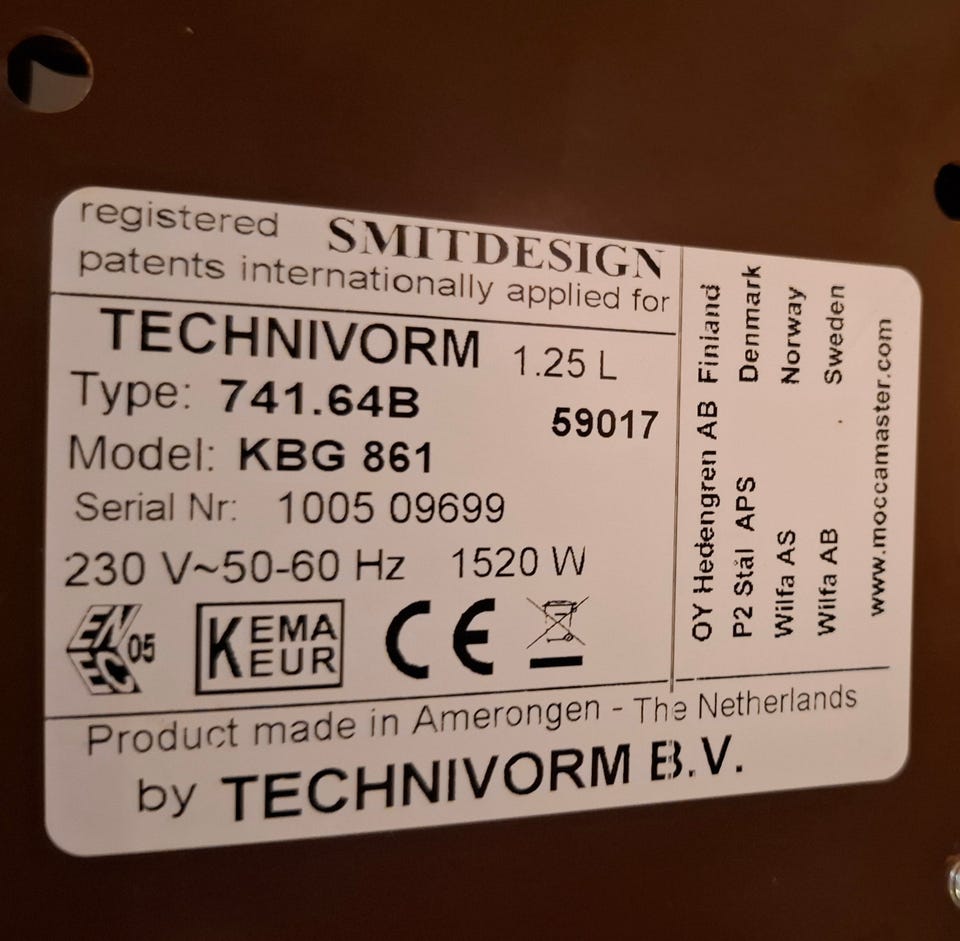 registered SMITDESIGN
patents internationally applied for
TECHNIVORM 1.25 L
Type: 741.64B
59017
Model: KBG 861
Serial Nr: 1005 09699
230 V~50-60 Hz 1520 W
ENEC 05
KEMA
KEUR
CE
OY Hedengren AB Finland
P2 Stål APS Denmark
Wilfa AS Norway
Wilfa AB Sweden
www.moccamaster.com
Product made in Amerongen - The Netherlands
by TECHNIVORM B.V.